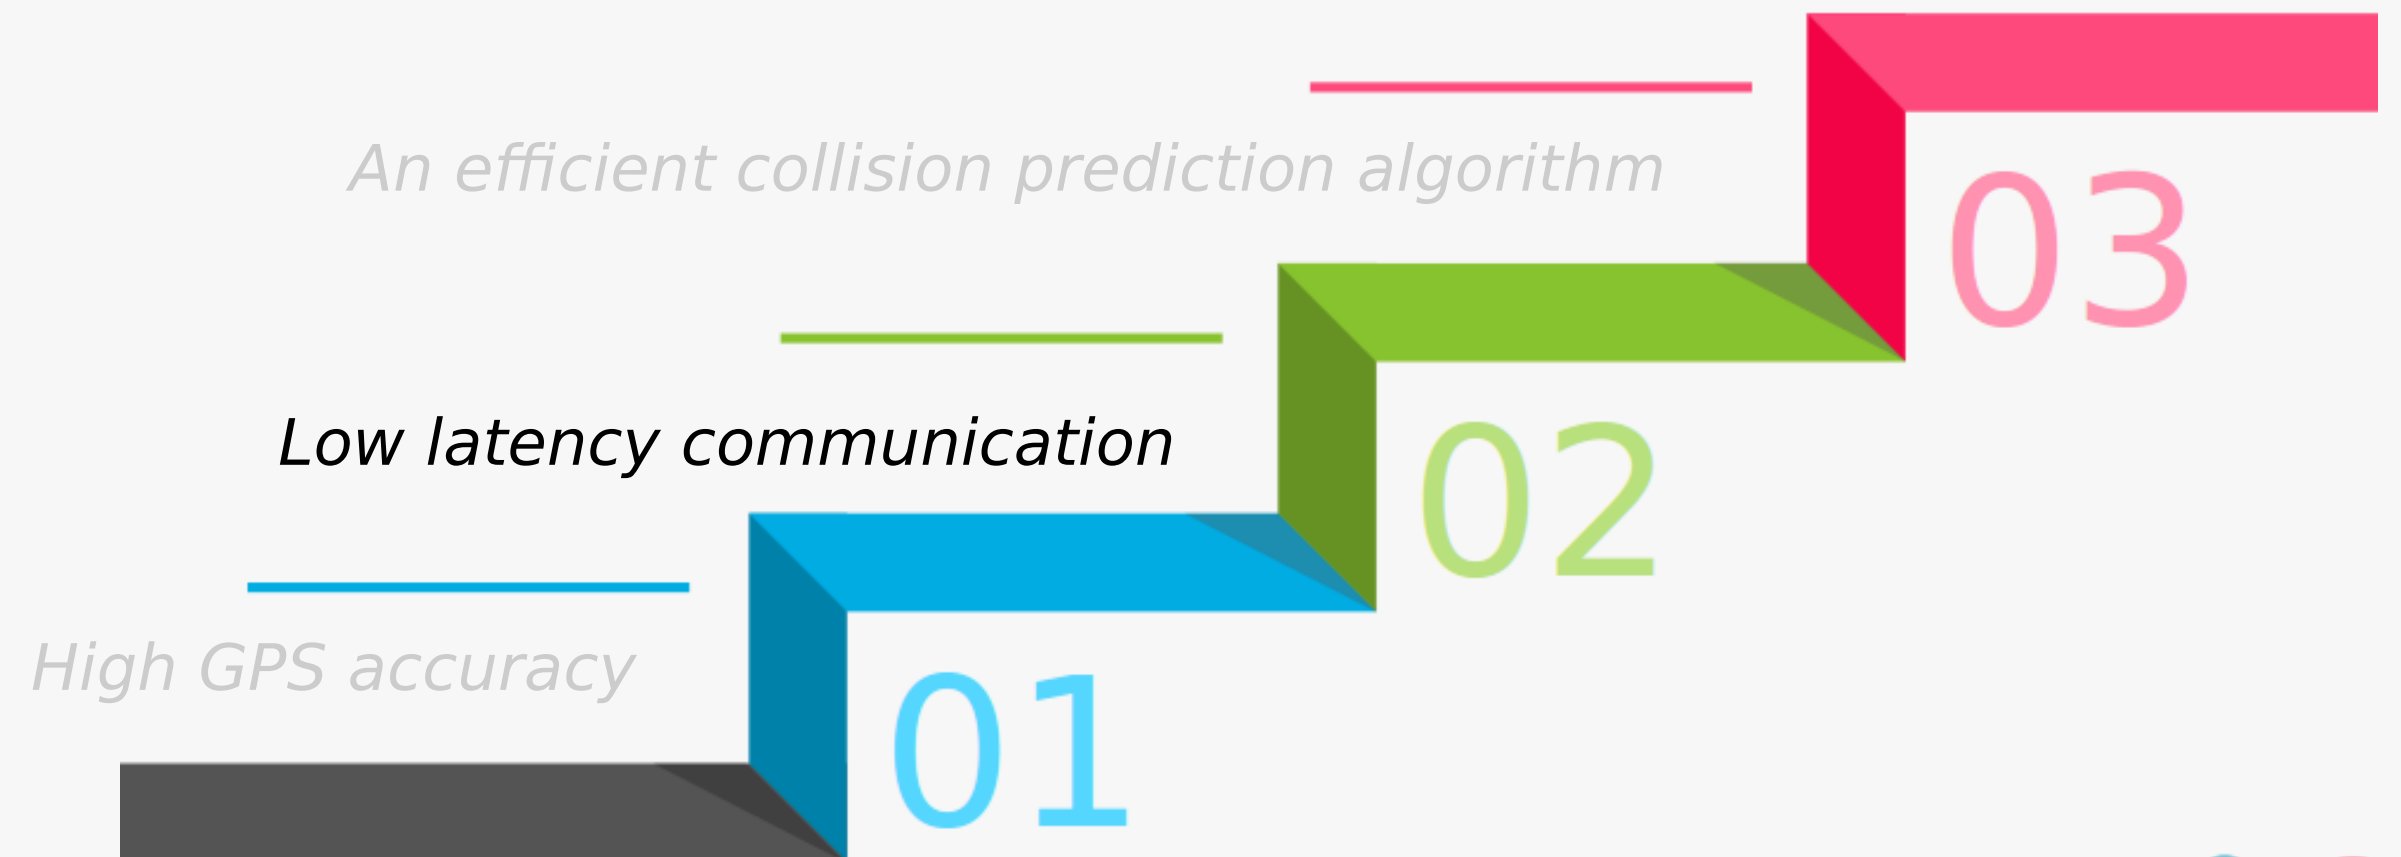 An efficient collision prediction algorithm
03
Low latency communication
02
High GPS accuracy
01